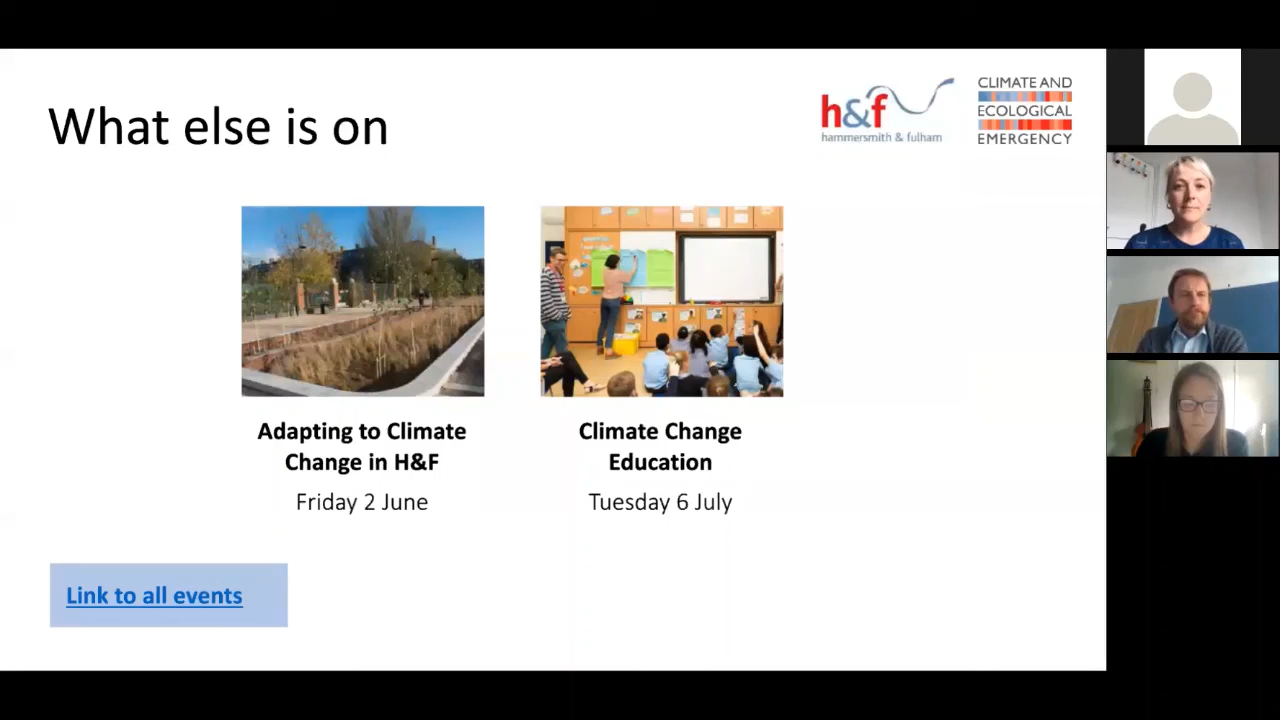 What else is on
h&f
hammersmith & fulham
CLIMATE AND
ECOLOGICAL
EMERGENCY
Adapting to Climate
Change in H&F
Friday 2 June
Climate Change
Education
Tuesday 6 July
Link to all events